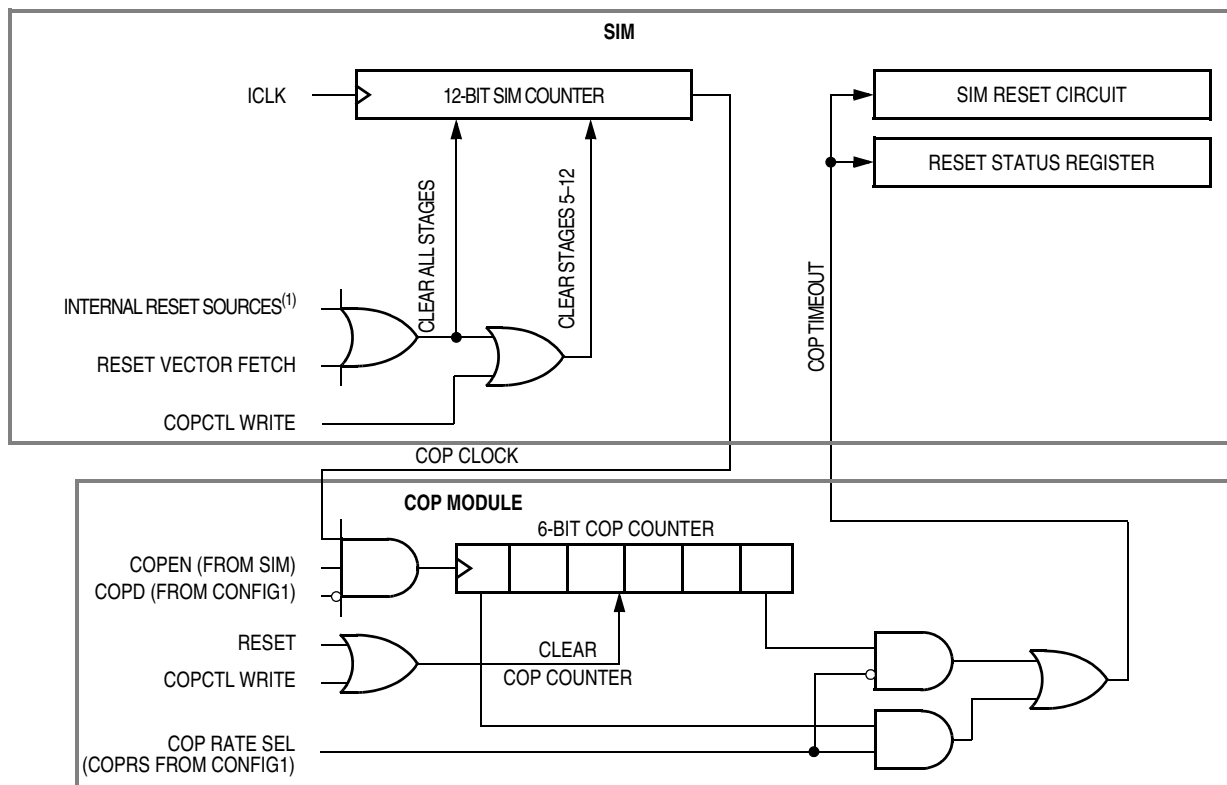 SIM
ICLK
12-BIT SIM COUNTER
SIM RESET CIRCUIT
RESET STATUS REGISTER
CLEAR ALL STAGES
CLEAR STAGES 5–12
COP TIMEOUT
INTERNAL RESET SOURCES(1)
RESET VECTOR FETCH
COPCTL WRITE
COP CLOCK
COP MODULE
6-BIT COP COUNTER
COPEN (FROM SIM)
COPD (FROM CONFIG1)
RESET
COPCTL WRITE
CLEAR
COP COUNTER
COP RATE SEL
(COPRS FROM CONFIG1)